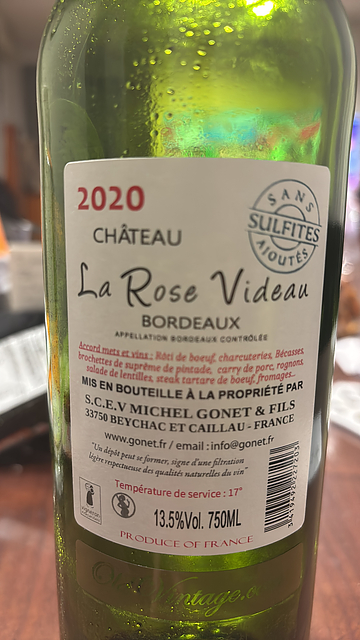 2020
SANS
SULFITES
AJOUTÉS
CHÂTEAU
La Rose Videau
BORDEAUX
APPELLATION BORDEAUX CONTRÔLÉE
Accord mets et vins : Rôti de boeuf, charcuteries, Bécasses,
brochettes de suprême de pintade, carry de porc, rognons,
salade de lentilles, steak tartare de boeuf, fromages...
MIS EN BOUTEILLE À LA PROPRIÉTÉ PAR
S.C.E.V MICHEL GONET & FILS
33750 BEYCHAC ET CAILLAU - FRANCE
www.gonet.fr / email : info@gonet.fr
"Un dépôt peut se former, signe d'une filtration
légère respectueuse des qualités naturelles du vin"
Température de service : 17°
13.5%Vol. 750ML
PRODUCE OF FRANCE